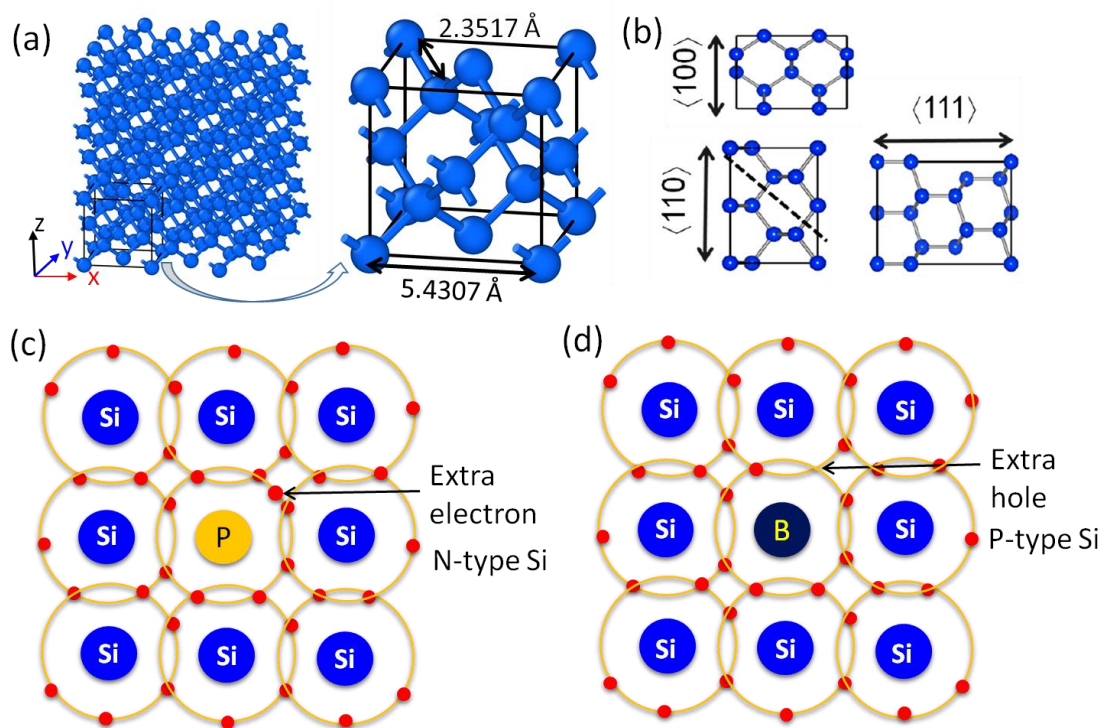 (a)
2.3517 Å
z
y
x
5.4307 Å
(b)
⟨100⟩
⟨110⟩
⟨111⟩
(c)
Si Si Si
Si P Si
Si Si Si
Extra
electron
N-type Si
(d)
Si Si Si
Si B Si
Si Si Si
Extra
hole
P-type Si